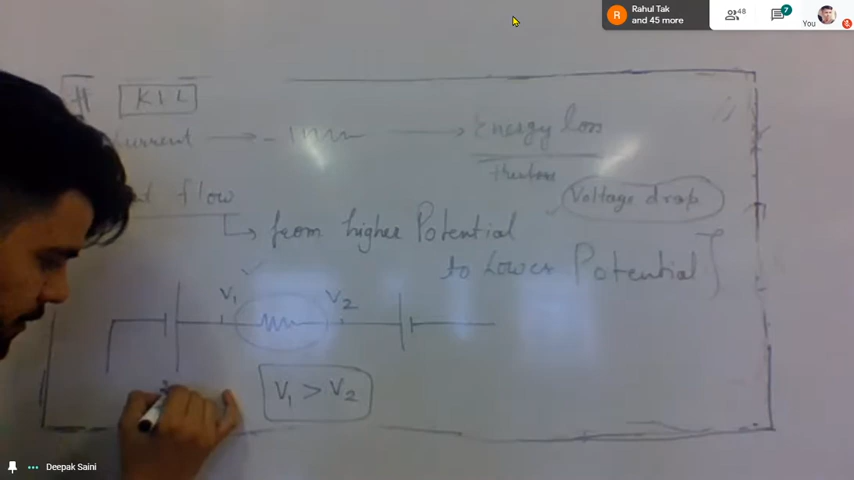 Rahul Tak
and 45 more
48
7
R
You
# KVL
Current → → Energy loss
therefore
Voltage drop
flow
from higher Potential
to Lower Potential
V₁ V₂
V₁ > V₂
Deepak Saini